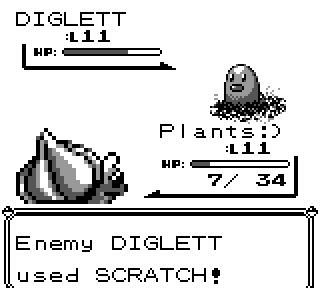 DIGLETT
:L11
HP:
Plants:)
:L11
HP:
7/ 34
Enemy DIGLETT
used SCRATCH!